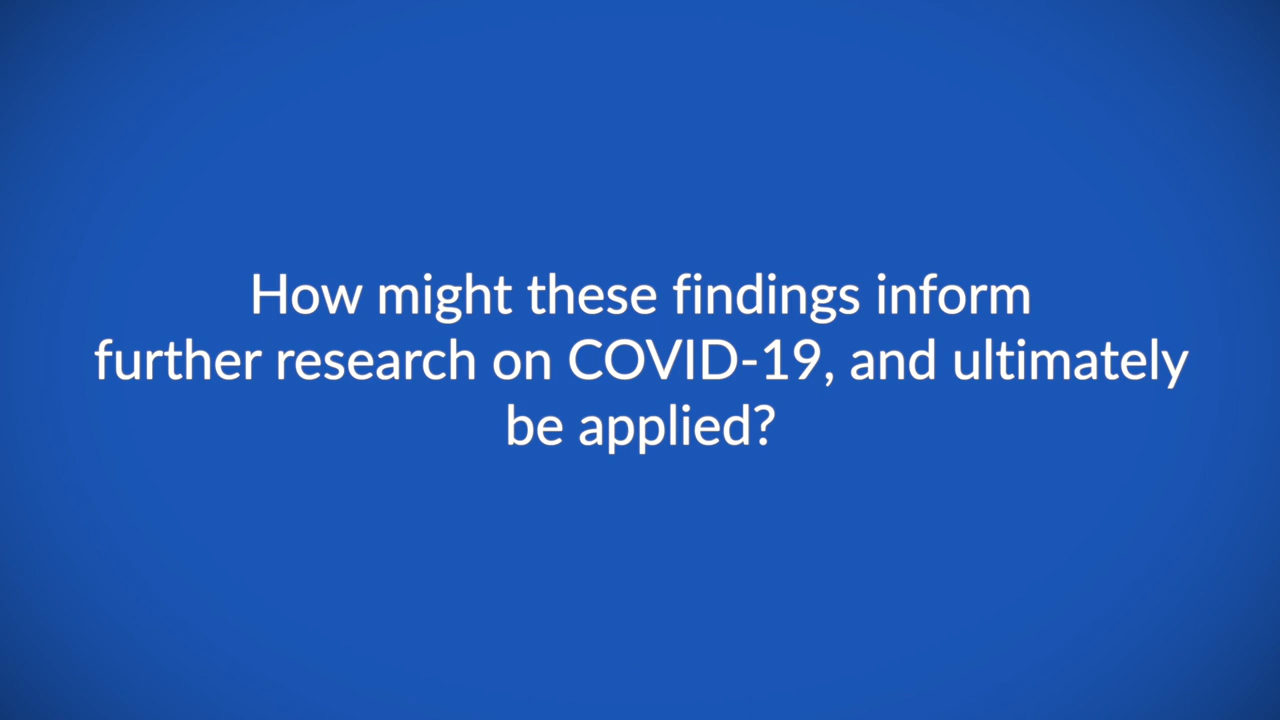 How might these findings inform
further research on COVID-19, and ultimately
be applied?